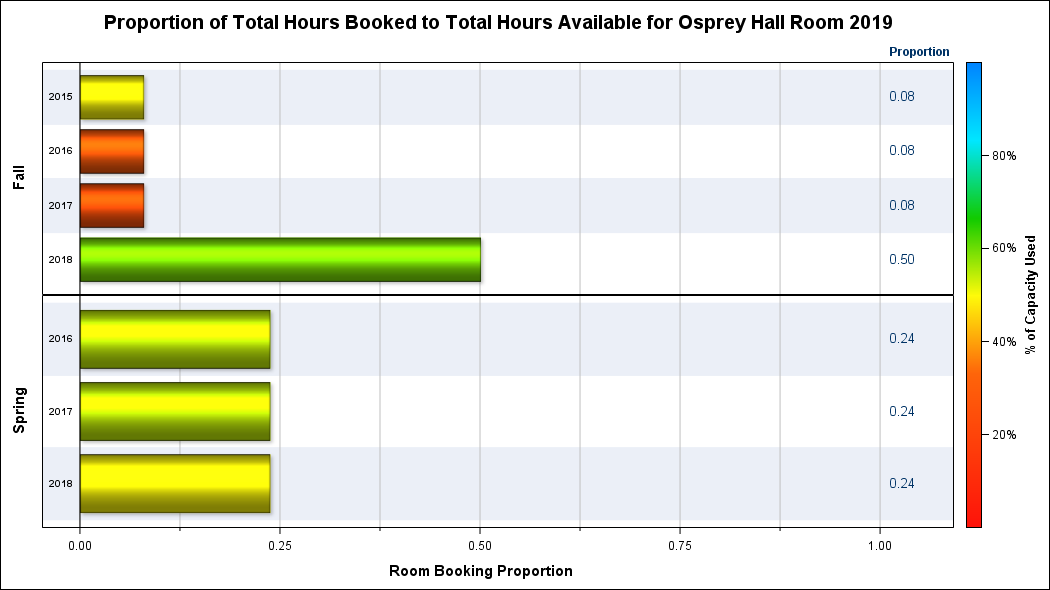 Proportion of Total Hours Booked to Total Hours Available for Osprey Hall Room 2019
Proportion
Fall
2015 0.08
2016 0.08
2017 0.08
2018 0.50
Spring
2016 0.24
2017 0.24
2018 0.24
0.00 0.25 0.50 0.75 1.00
Room Booking Proportion
80%
60%
40%
20%
% of Capacity Used